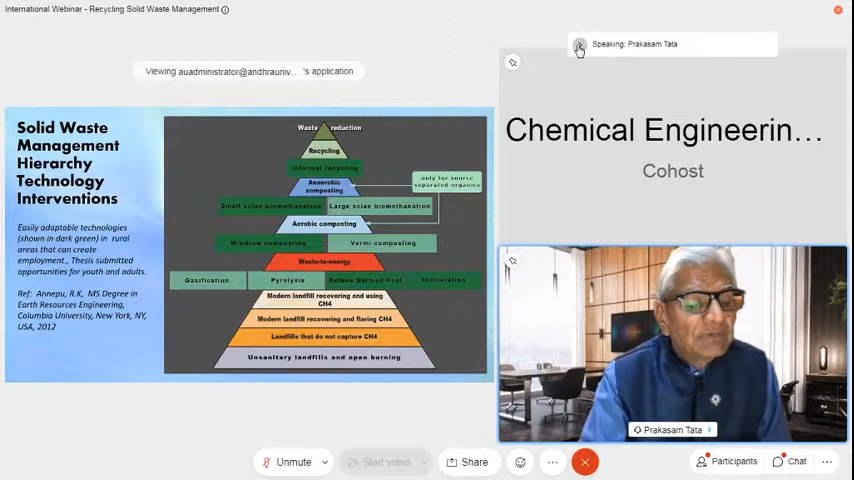 International Webinar - Recycling Solid Waste Management
Speaking: Prakasam Tata
Viewing auadministrator@andhrauniv... 's application
Solid Waste
Management
Hierarchy
Technology
Interventions
Easily adaptable technologies
(shown in dark green) in rural
areas that can create
employment., Thesis submitted
opportunities for youth and adults.
Ref: Annepu, R.K, MS Degree in
Earth Resources Engineering,
Columbia University, New York, NY,
USA, 2012
Waste reduction
Recycling
Informal recycling
Anaerobic
composting
only for source
separated organics
Small sclae biomethanation
Large sclae biomethanation
Aerobic composting
Windrow composting
Vermi composting
Waste-to-energy
Gasification
Pyrolysis
Refuse Derived Fuel
Incineration
Modern landfill recovering and using
CH4
Modern landfill recovering and flaring CH4
Landfills that do not capture CH4
Unsanitary landfills and open burning
Chemical Engineerin...
Cohost
Prakasam Tata
Unmute
Start video
Share
Participants
Chat